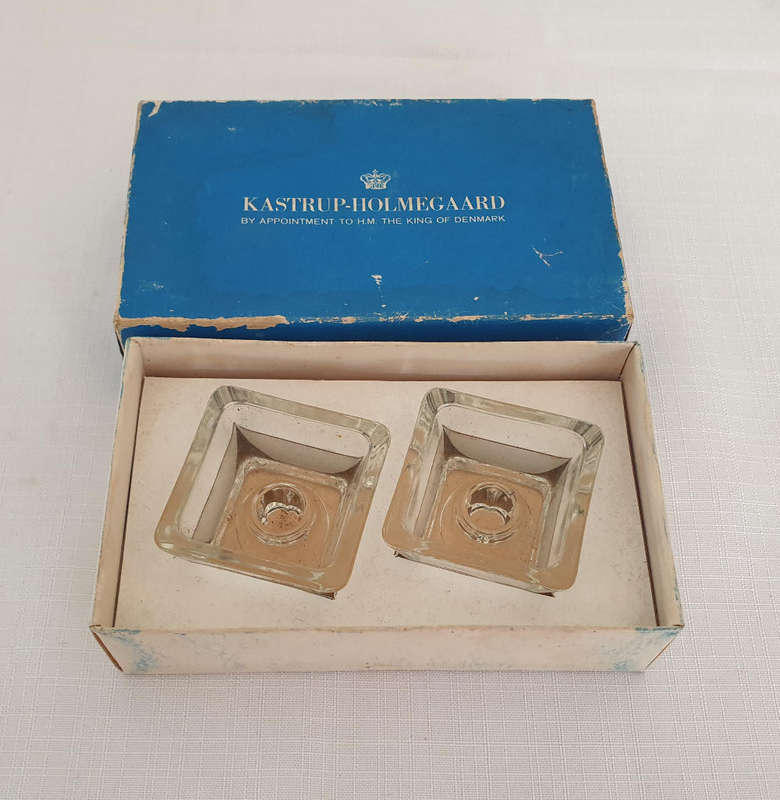 KASTRUP-HOLMEGAARD
BY APPOINTMENT TO H.M. THE KING OF DENMARK